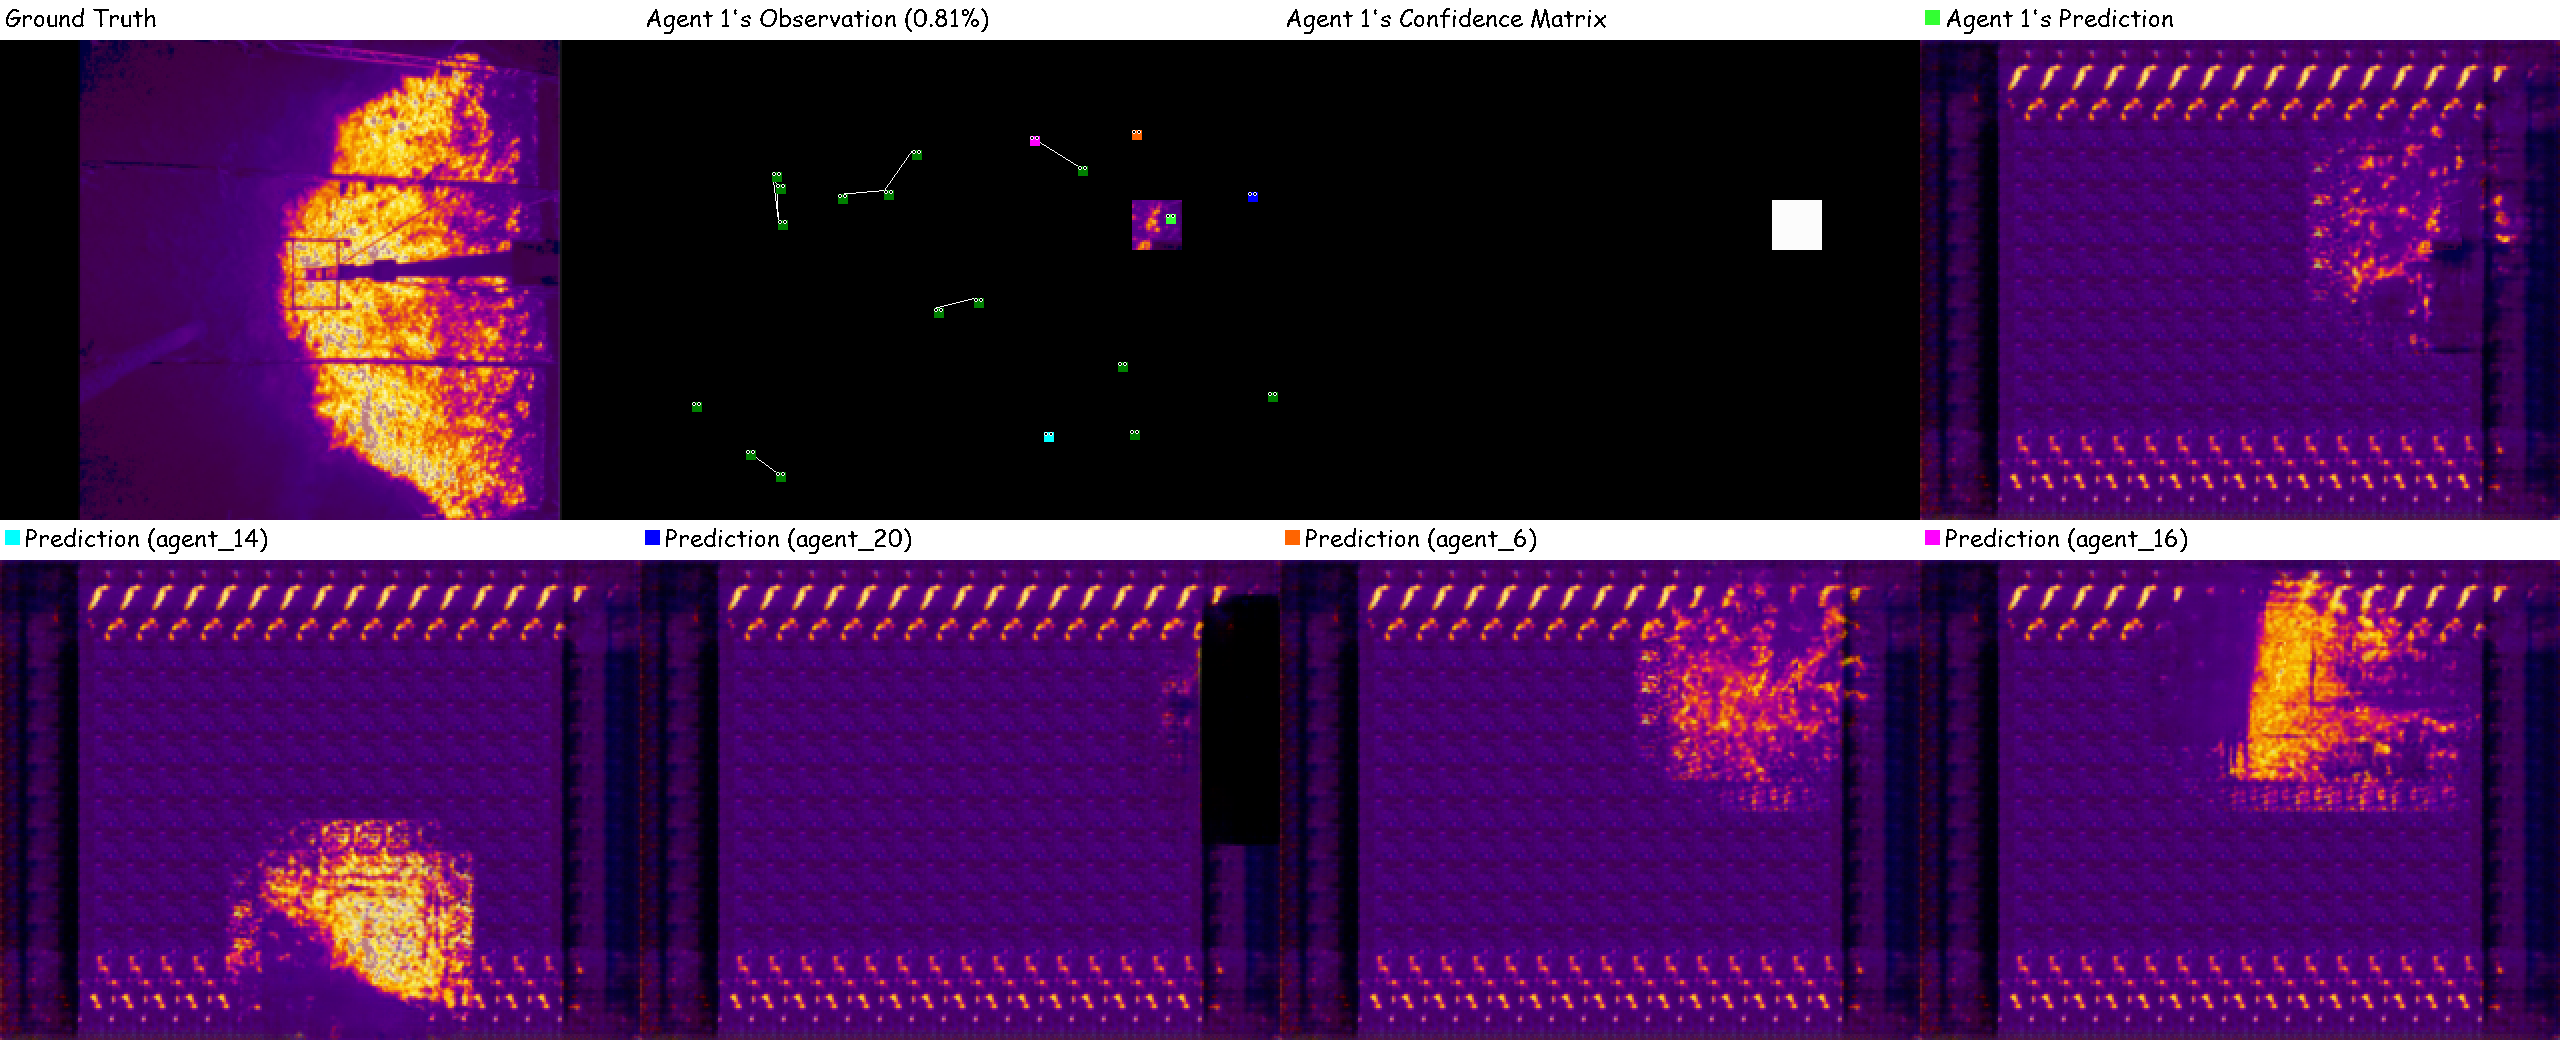 Ground Truth
Agent 1's Observation (0.81%)
Agent 1's Confidence Matrix
Agent 1's Prediction
Prediction (agent_14)
Prediction (agent_20)
Prediction (agent_6)
Prediction (agent_16)